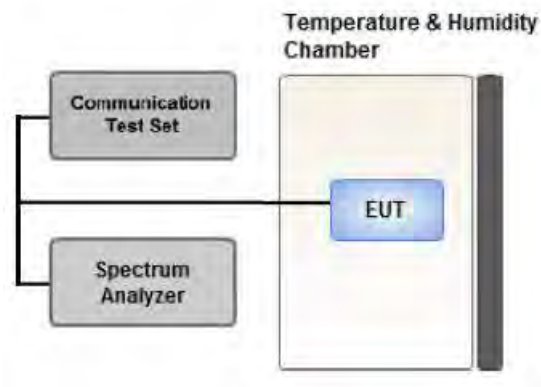 Temperature & Humidity
Chamber
Communication
Test Set
EUT
Spectrum
Analyzer